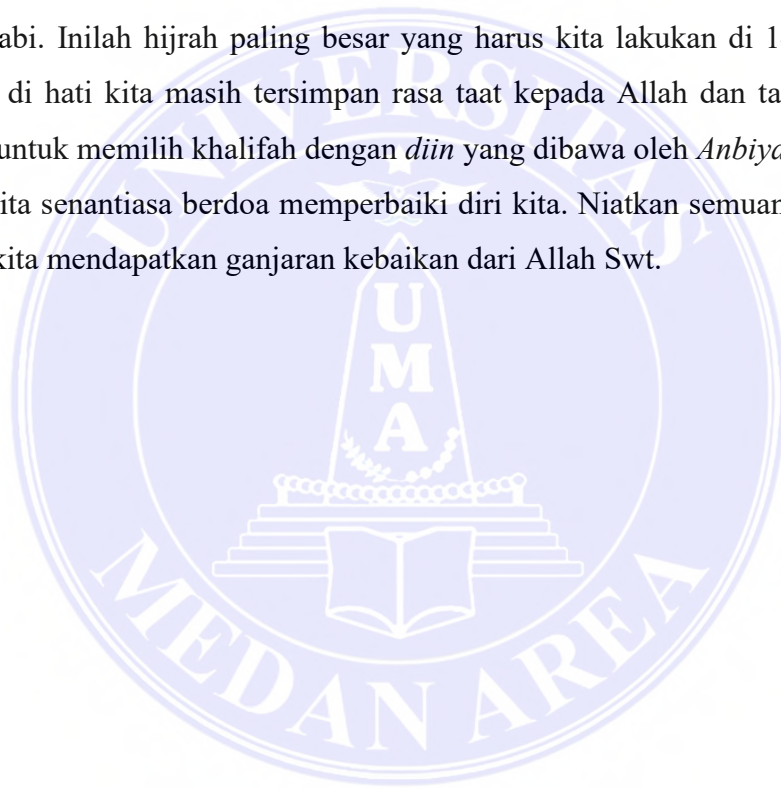 abi. Inilah hijrah paling besar yang harus kita lakukan di 1
di hati kita masih tersimpan rasa taat kepada Allah dan ta
untuk memilih khalifah dengan diin yang dibawa oleh Anbiya
ita senantiasa berdoa memperbaiki diri kita. Niatkan semuan
kita mendapatkan ganjaran kebaikan dari Allah Swt.
UNIVERSITAS
U
M
A
MEDAN AREA